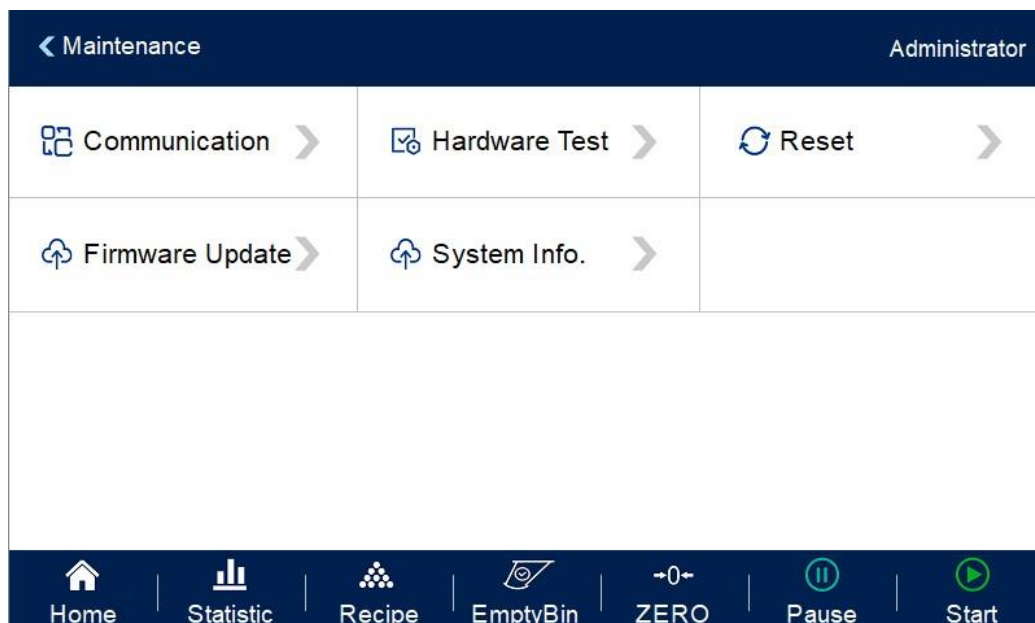 Maintenance
Administrator
Communication
Hardware Test
Reset
Firmware Update
System Info.
Home
Statistic
Recipe
EmptyBin
→0←
ZERO
Pause
Start